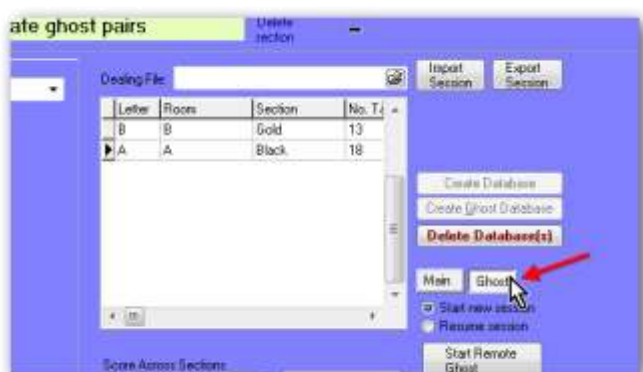 ate ghost pairs
Delete
section
Dealing File:
Import
Session
Export
Session
Letter Room Section No. Ta
B B Gold 13
A A Black 18
Create Database
Create Ghost Database
Delete Database(s)
Main Ghost
Start new session
Resume session
Start Remote
Ghost
Score Across Sections